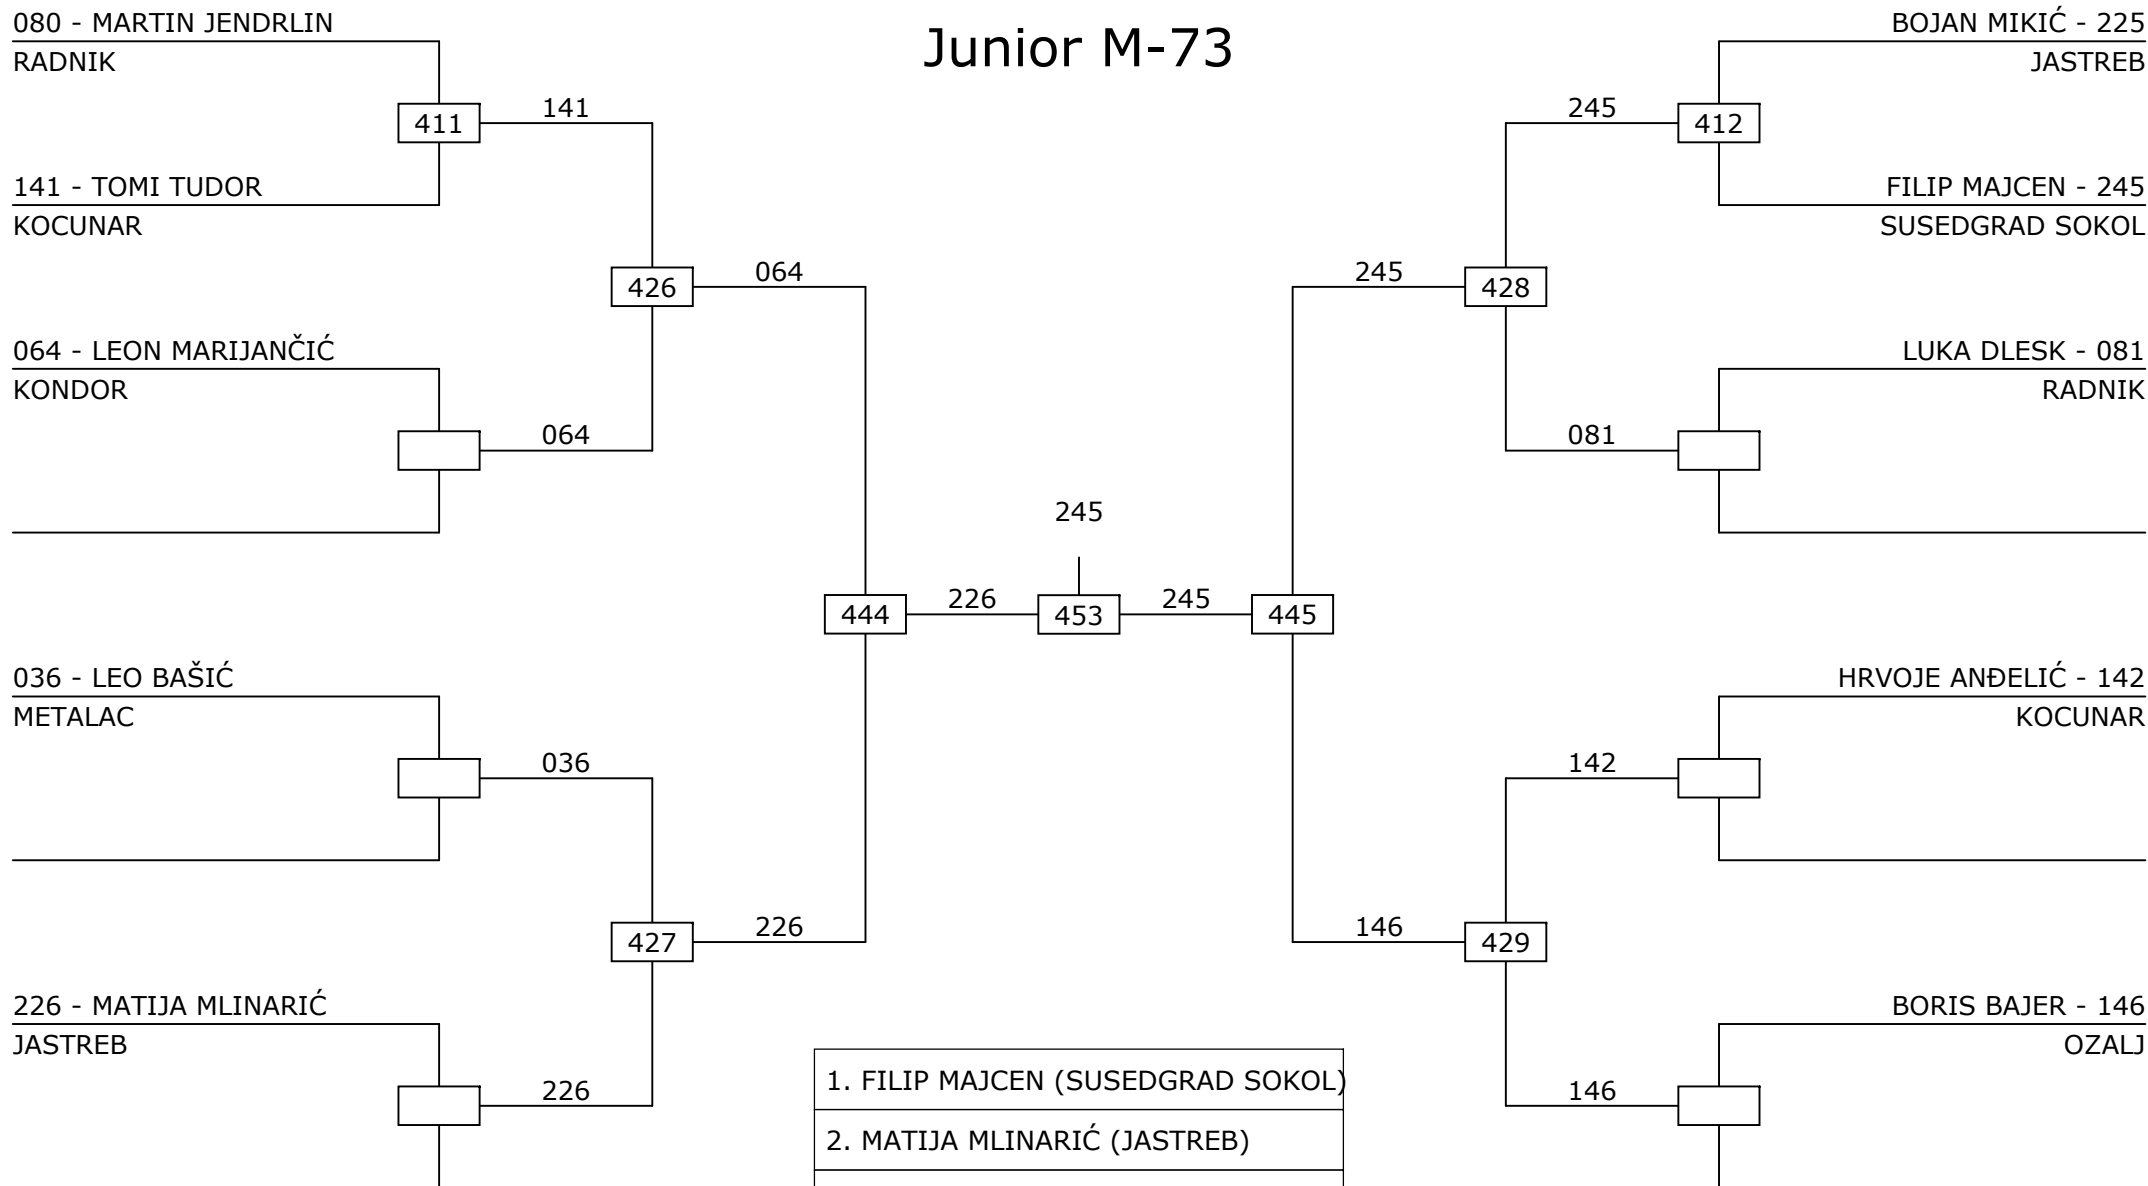 Junior M-73
080 - MARTIN JENDRLIN
RADNIK
411
141
141 - TOMI TUDOR
KOCUNAR
426
064
064 - LEON MARIJANČIĆ
KONDOR
064
036 - LEO BAŠIĆ
METALAC
036
427
226
226 - MATIJA MLINARIĆ
JASTREB
226
444
226
453
245
245
445
BOJAN MIKIĆ - 225
JASTREB
245
412
FILIP MAJCEN - 245
SUSEDGRAD SOKOL
245
428
LUKA DLESK - 081
RADNIK
081
HRVOJE ANĐELIĆ - 142
KOCUNAR
142
146
429
BORIS BAJER - 146
OZALJ
146
1. FILIP MAJCEN (SUSEDGRAD SOKOL)
2. MATIJA MLINARIĆ (JASTREB)